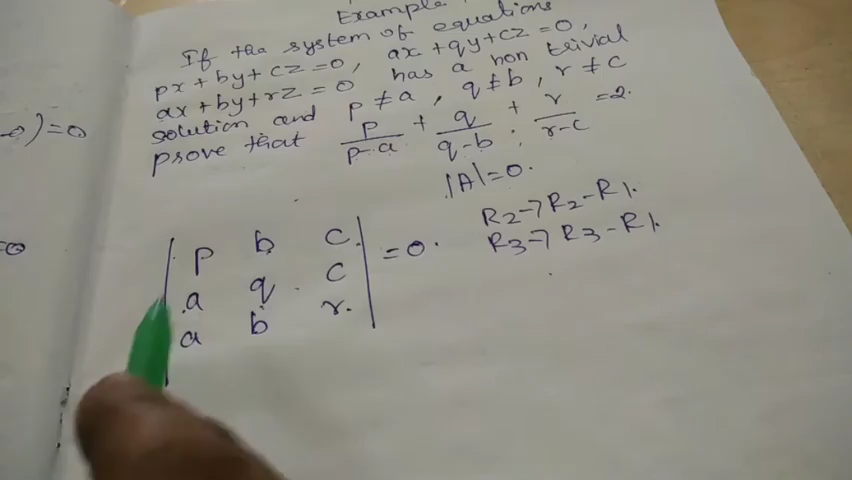 Example
If the system of equations
px + by + cz = 0, ax + qy + cz = 0,
ax + by + rz = 0 has a non trivial
solution and p ≠ a, q ≠ b, r ≠ c
prove that p/p-a + q/q-b + r/r-c = 2.
|A| = 0.
R2 → R2 - R1.
R3 → R3 - R1.
p b c
a q c = 0.
a b r
) = 0